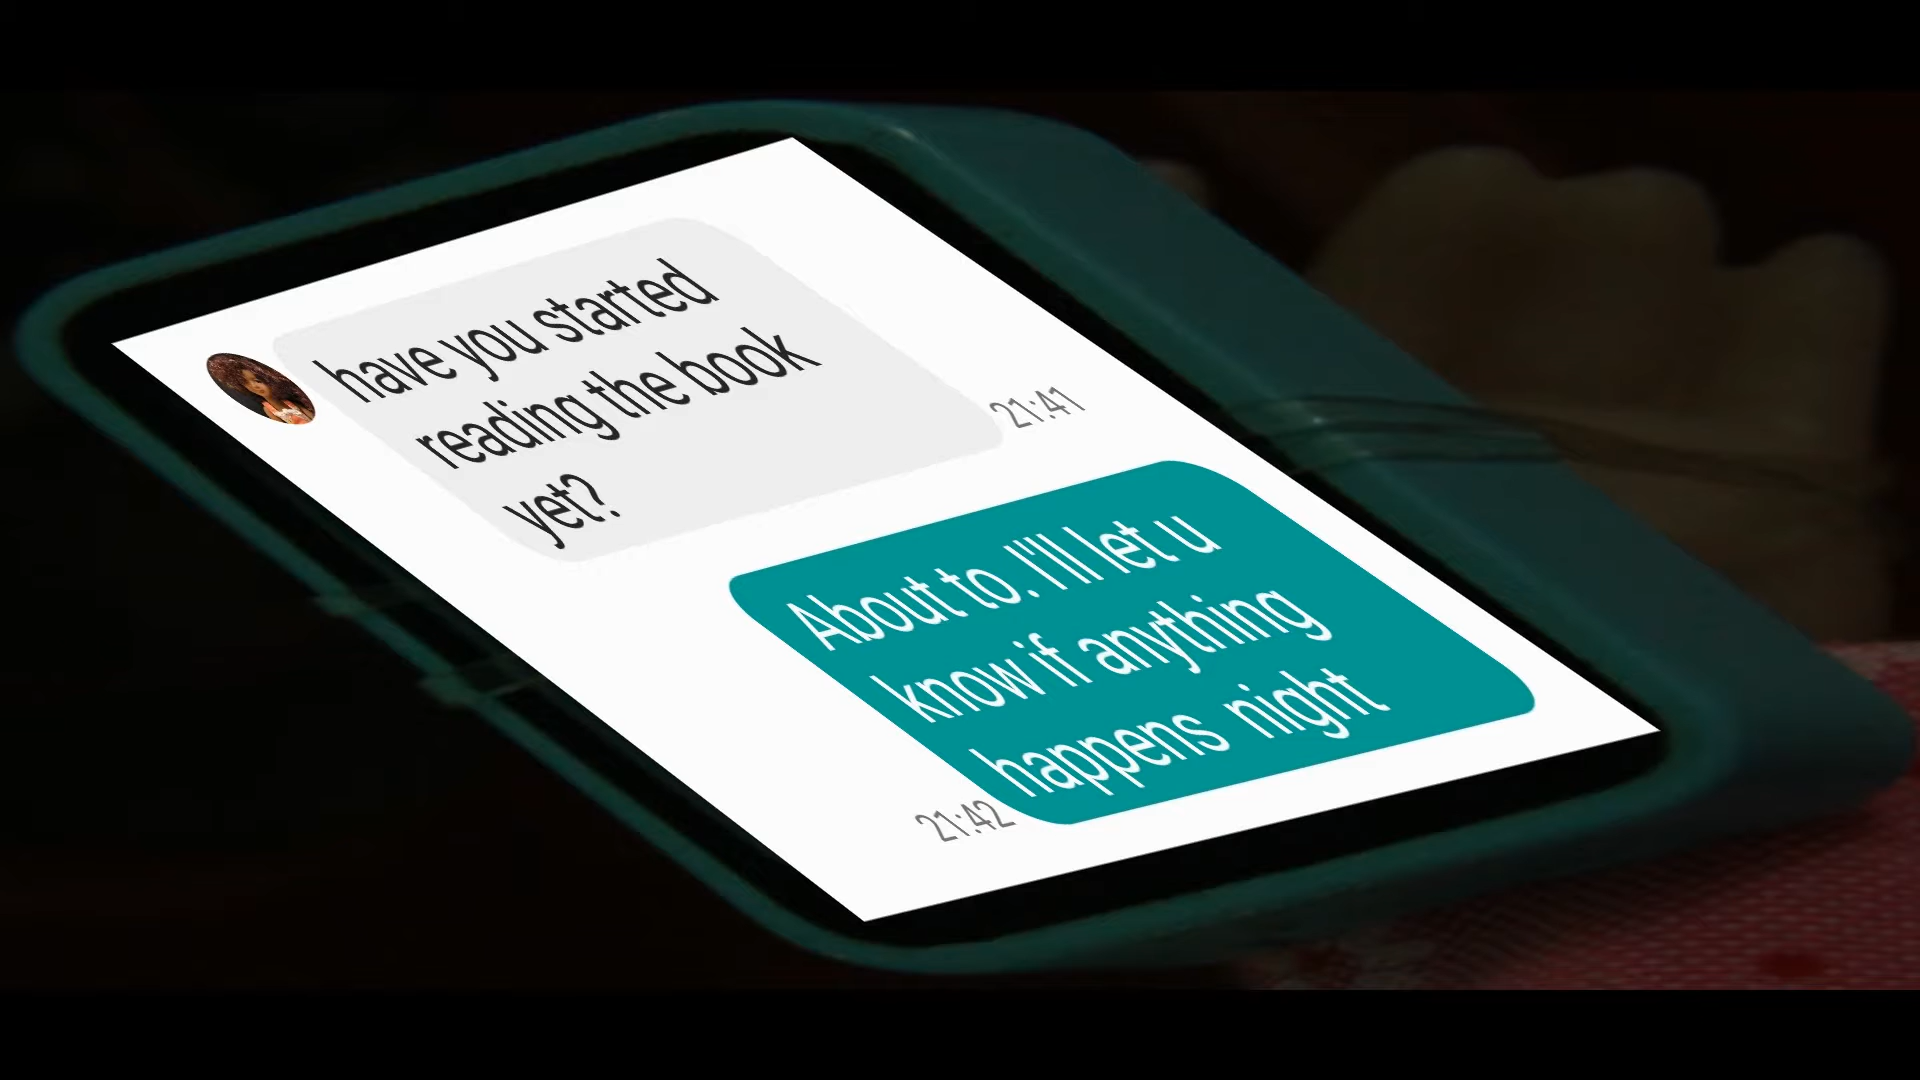 have you started
reading the book
yet?
21:41
About to. I'll let u
know if anything
happens night
21:42